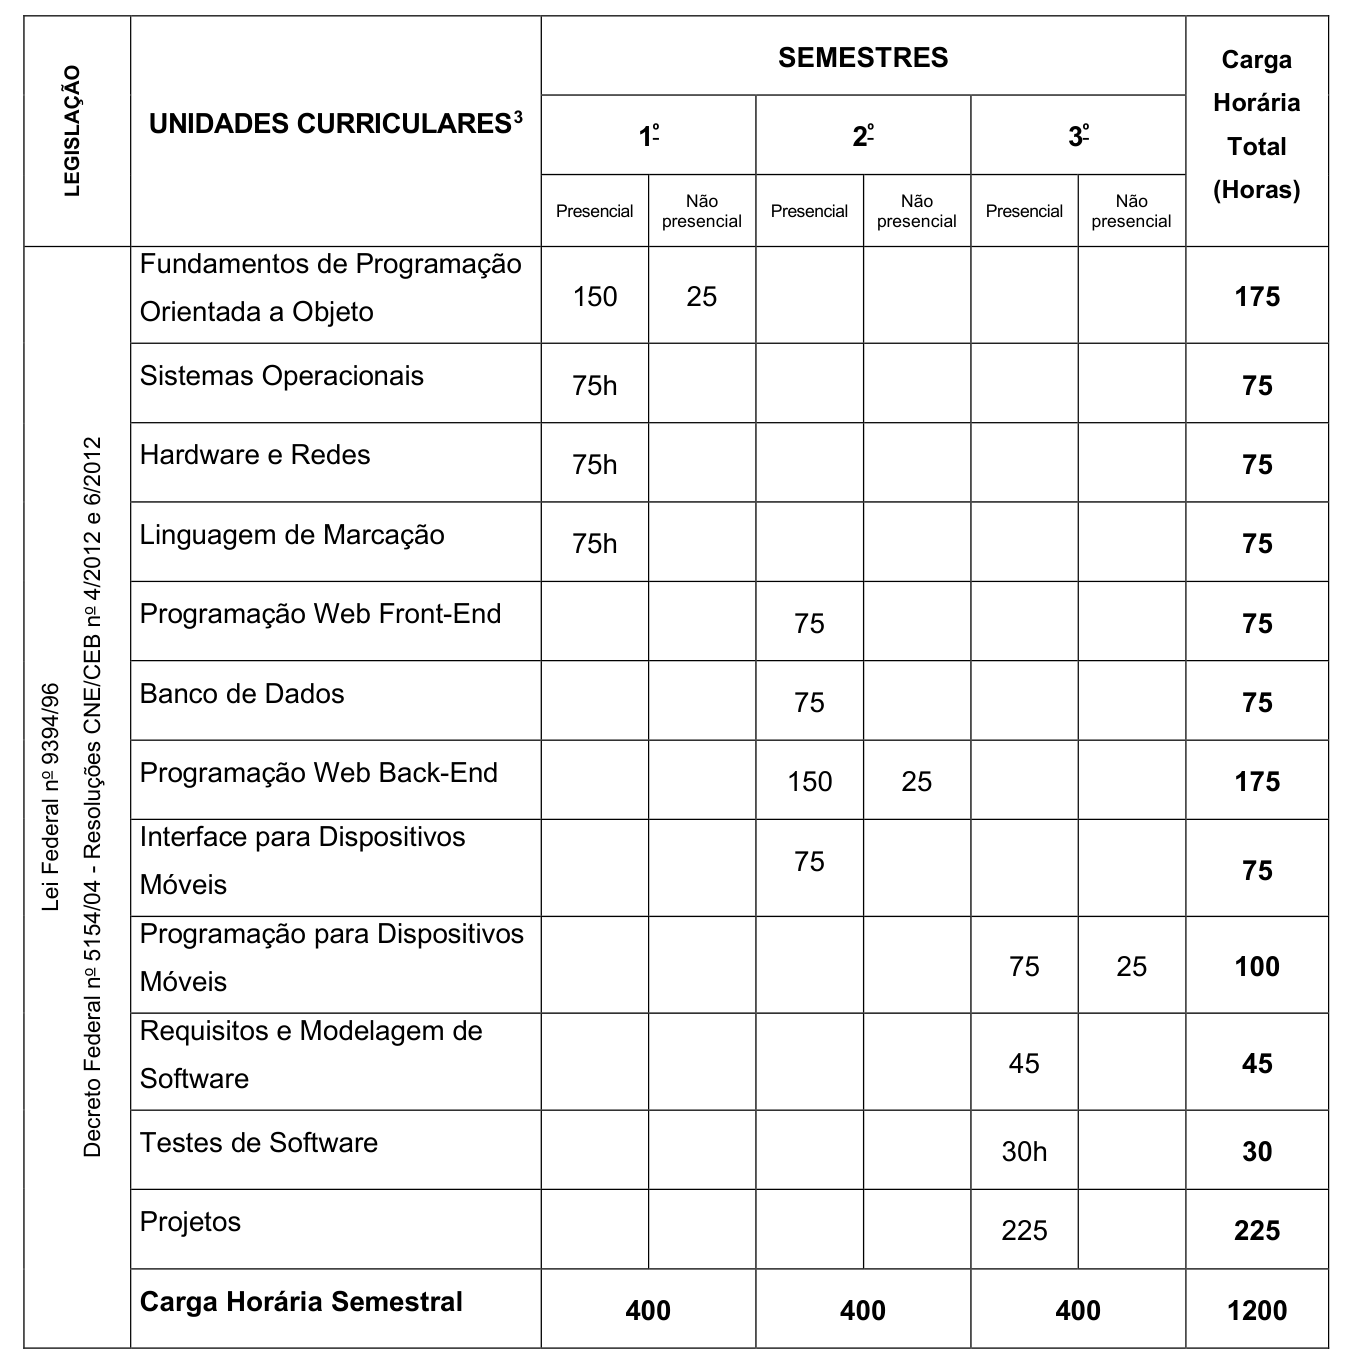 LEGISLAÇÃO
UNIDADES CURRICULARES³
SEMESTRES
Carga
Horária
Total
(Horas)
1º
2º
3º
Presencial
Não
presencial
Presencial
Não
presencial
Presencial
Não
presencial
Lei Federal nº 9394/96
Decreto Federal nº 5154/04 - Resoluções CNE/CEB nº 4/2012 e 6/2012
Fundamentos de Programação
Orientada a Objeto
150
25
175
Sistemas Operacionais
75h
75
Hardware e Redes
75h
75
Linguagem de Marcação
75h
75
Programação Web Front-End
75
75
Banco de Dados
75
75
Programação Web Back-End
150
25
175
Interface para Dispositivos
Móveis
75
75
Programação para Dispositivos
Móveis
75
25
100
Requisitos e Modelagem de
Software
45
45
Testes de Software
30h
30
Projetos
225
225
Carga Horária Semestral
400
400
400
1200